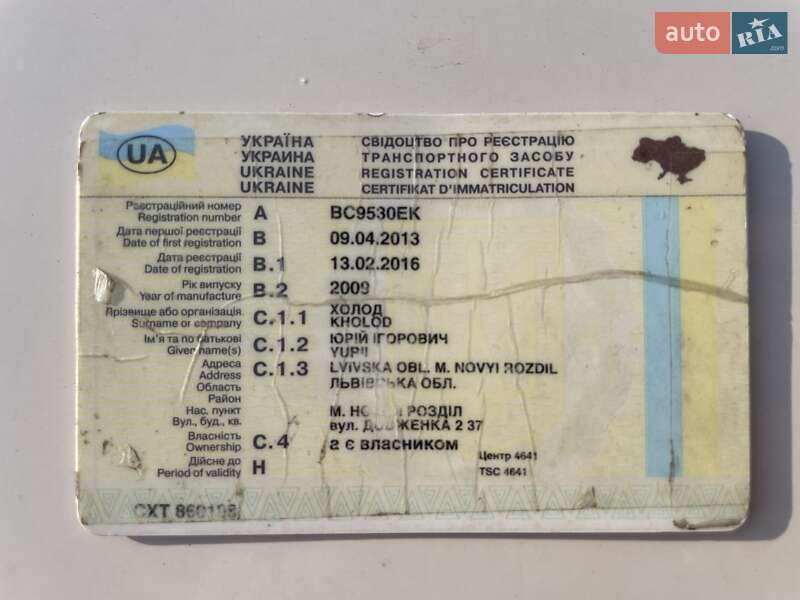 auto RIA .com
UA
УКРАЇНА СВІДОЦТВО ПРО РЕЄСТРАЦІЮ
УКРАИНА ТРАНСПОРТНОГО ЗАСОБУ
UKRAINE REGISTRATION CERTIFICATE
UKRAINE CERTIFIKAT D'IMMATRICULATION
Реєстраційний номер
Registration number A BC9530EK
Дата першої реєстрації
Date of first registration B 09.04.2013
Дата реєстрації
Date of registration B.1 13.02.2016
Рік випуску
Year of manufacture B.2 2009
Прізвище або організація ХОЛОД
Surname or company C.1.1 KHOLOD
Ім'я та по батькові ЮРІЙ ІГОРОВИЧ
Given name(s) C.1.2 YURII
Адреса C.1.3 LVIVSKA OBL. M. NOVYI ROZDIL
Address
Область ЛЬВІВСЬКА ОБЛ.
Район
Нас. пункт М. РОЗДІЛ
Вул., буд., кв. вул. ДОВЖЕНКА 2 37
Власність
Ownership C.4 а є власником
Дійсне до Центр 4641
Period of validity H TSC 4641
СХТ